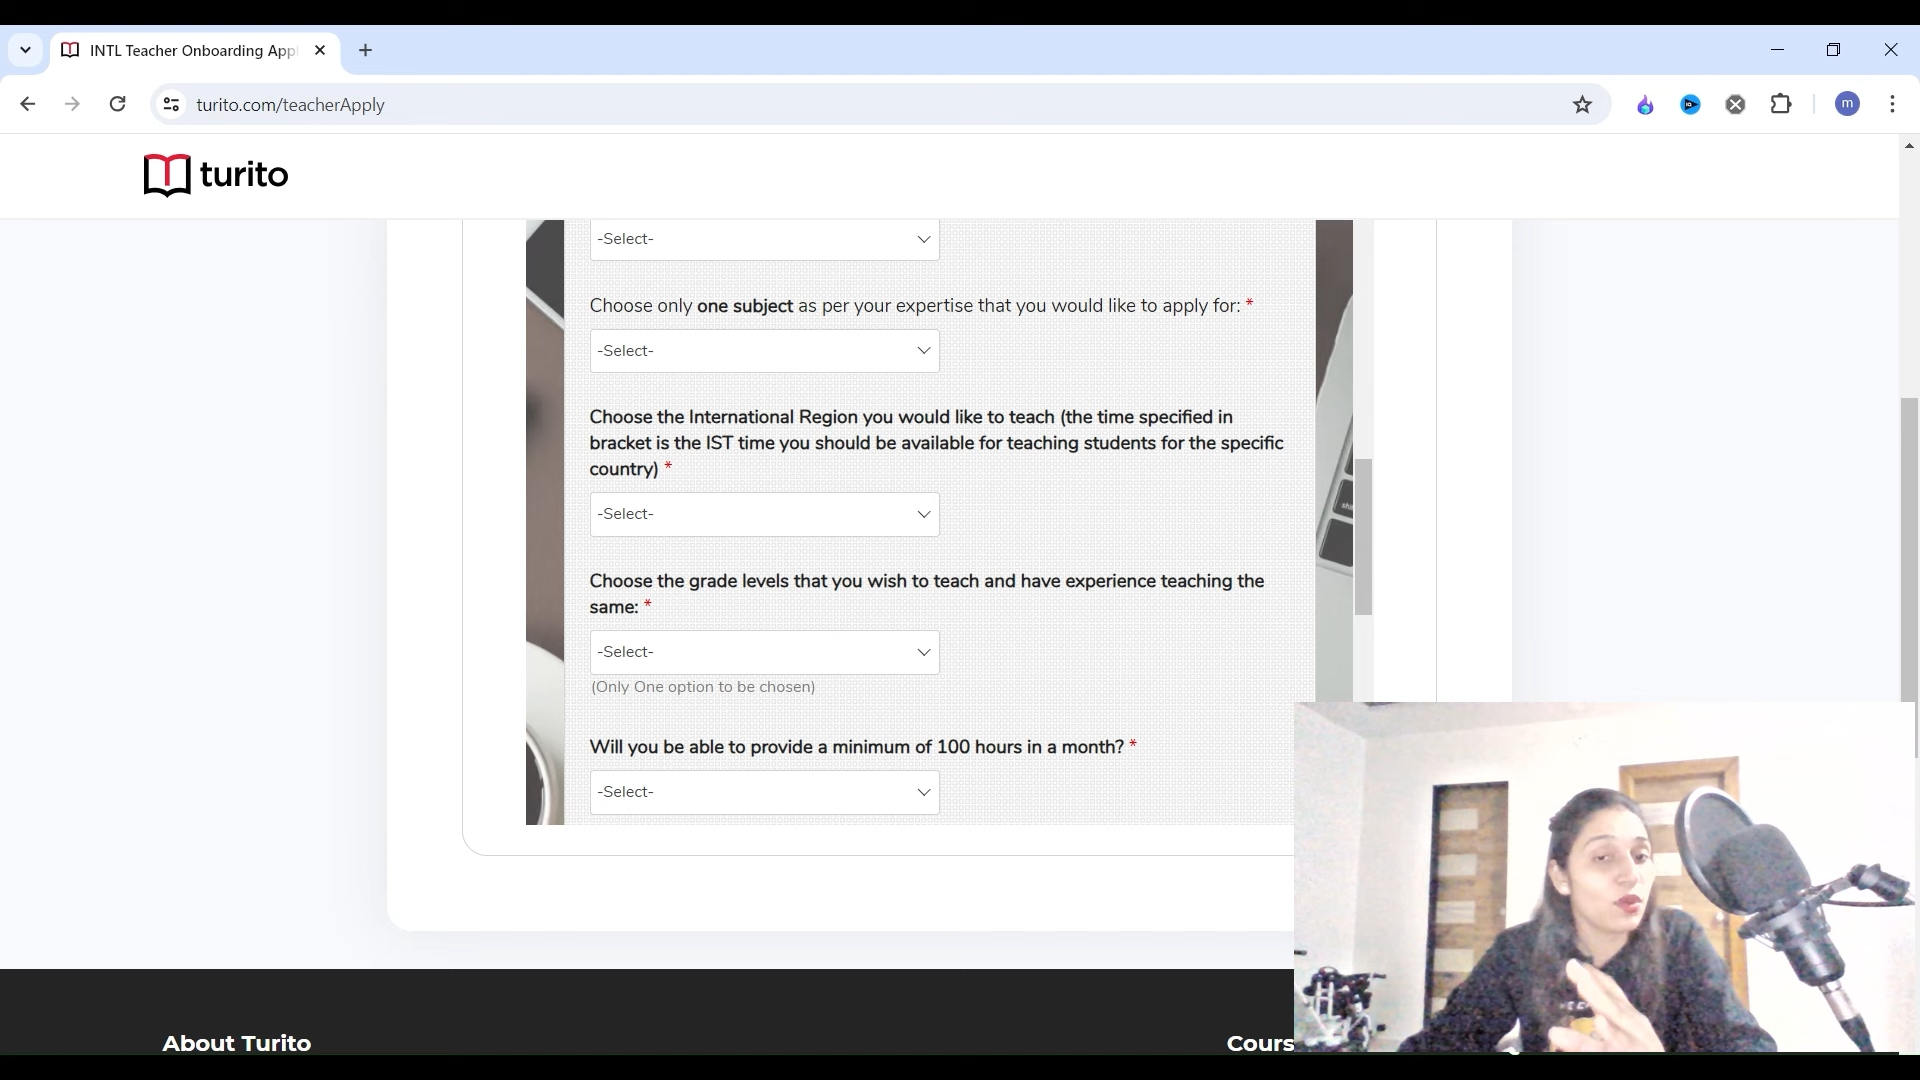 INTL Teacher Onboarding App
turito.com/teacherApply
m
turito
-Select-
Choose only one subject as per your expertise that you would like to apply for: *
-Select-
Choose the International Region you would like to teach (the time specified in
bracket is the IST time you should be available for teaching students for the specific
country) *
-Select-
Choose the grade levels that you wish to teach and have experience teaching the
same: *
-Select-
(Only One option to be chosen)
Will you be able to provide a minimum of 100 hours in a month? *
-Select-
About Turito
Cours